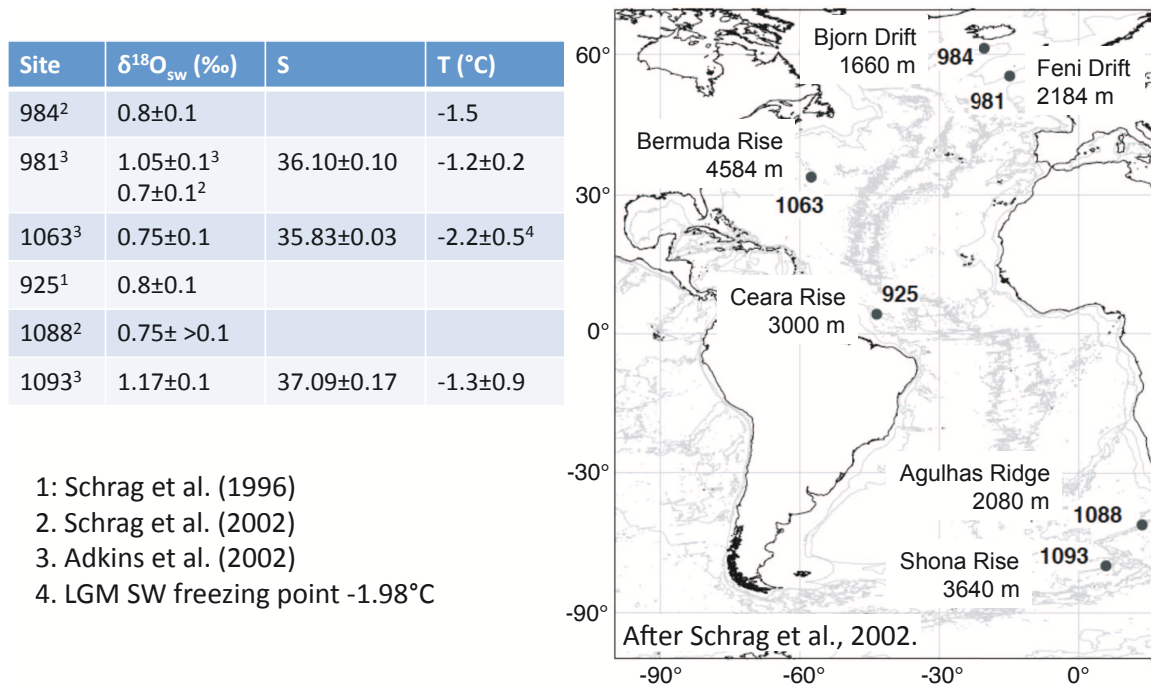 Site δ¹⁸O_sw (‰) S T (°C)
984² 0.8±0.1 -1.5
981³ 1.05±0.1³ 36.10±0.10 -1.2±0.2
0.7±0.1²
1063³ 0.75±0.1 35.83±0.03 -2.2±0.5⁴
925¹ 0.8±0.1
1088² 0.75± >0.1
1093³ 1.17±0.1 37.09±0.17 -1.3±0.9
1: Schrag et al. (1996)
2. Schrag et al. (2002)
3. Adkins et al. (2002)
4. LGM SW freezing point -1.98°C
60°
30°
0°
-30°
-90°
Bjorn Drift
1660 m
984
Feni Drift
2184 m
981
Bermuda Rise
4584 m
1063
925
Ceara Rise
3000 m
Agulhas Ridge
2080 m
1088
1093
Shona Rise
3640 m
After Schrag et al., 2002.
-90° -60° -30° 0°